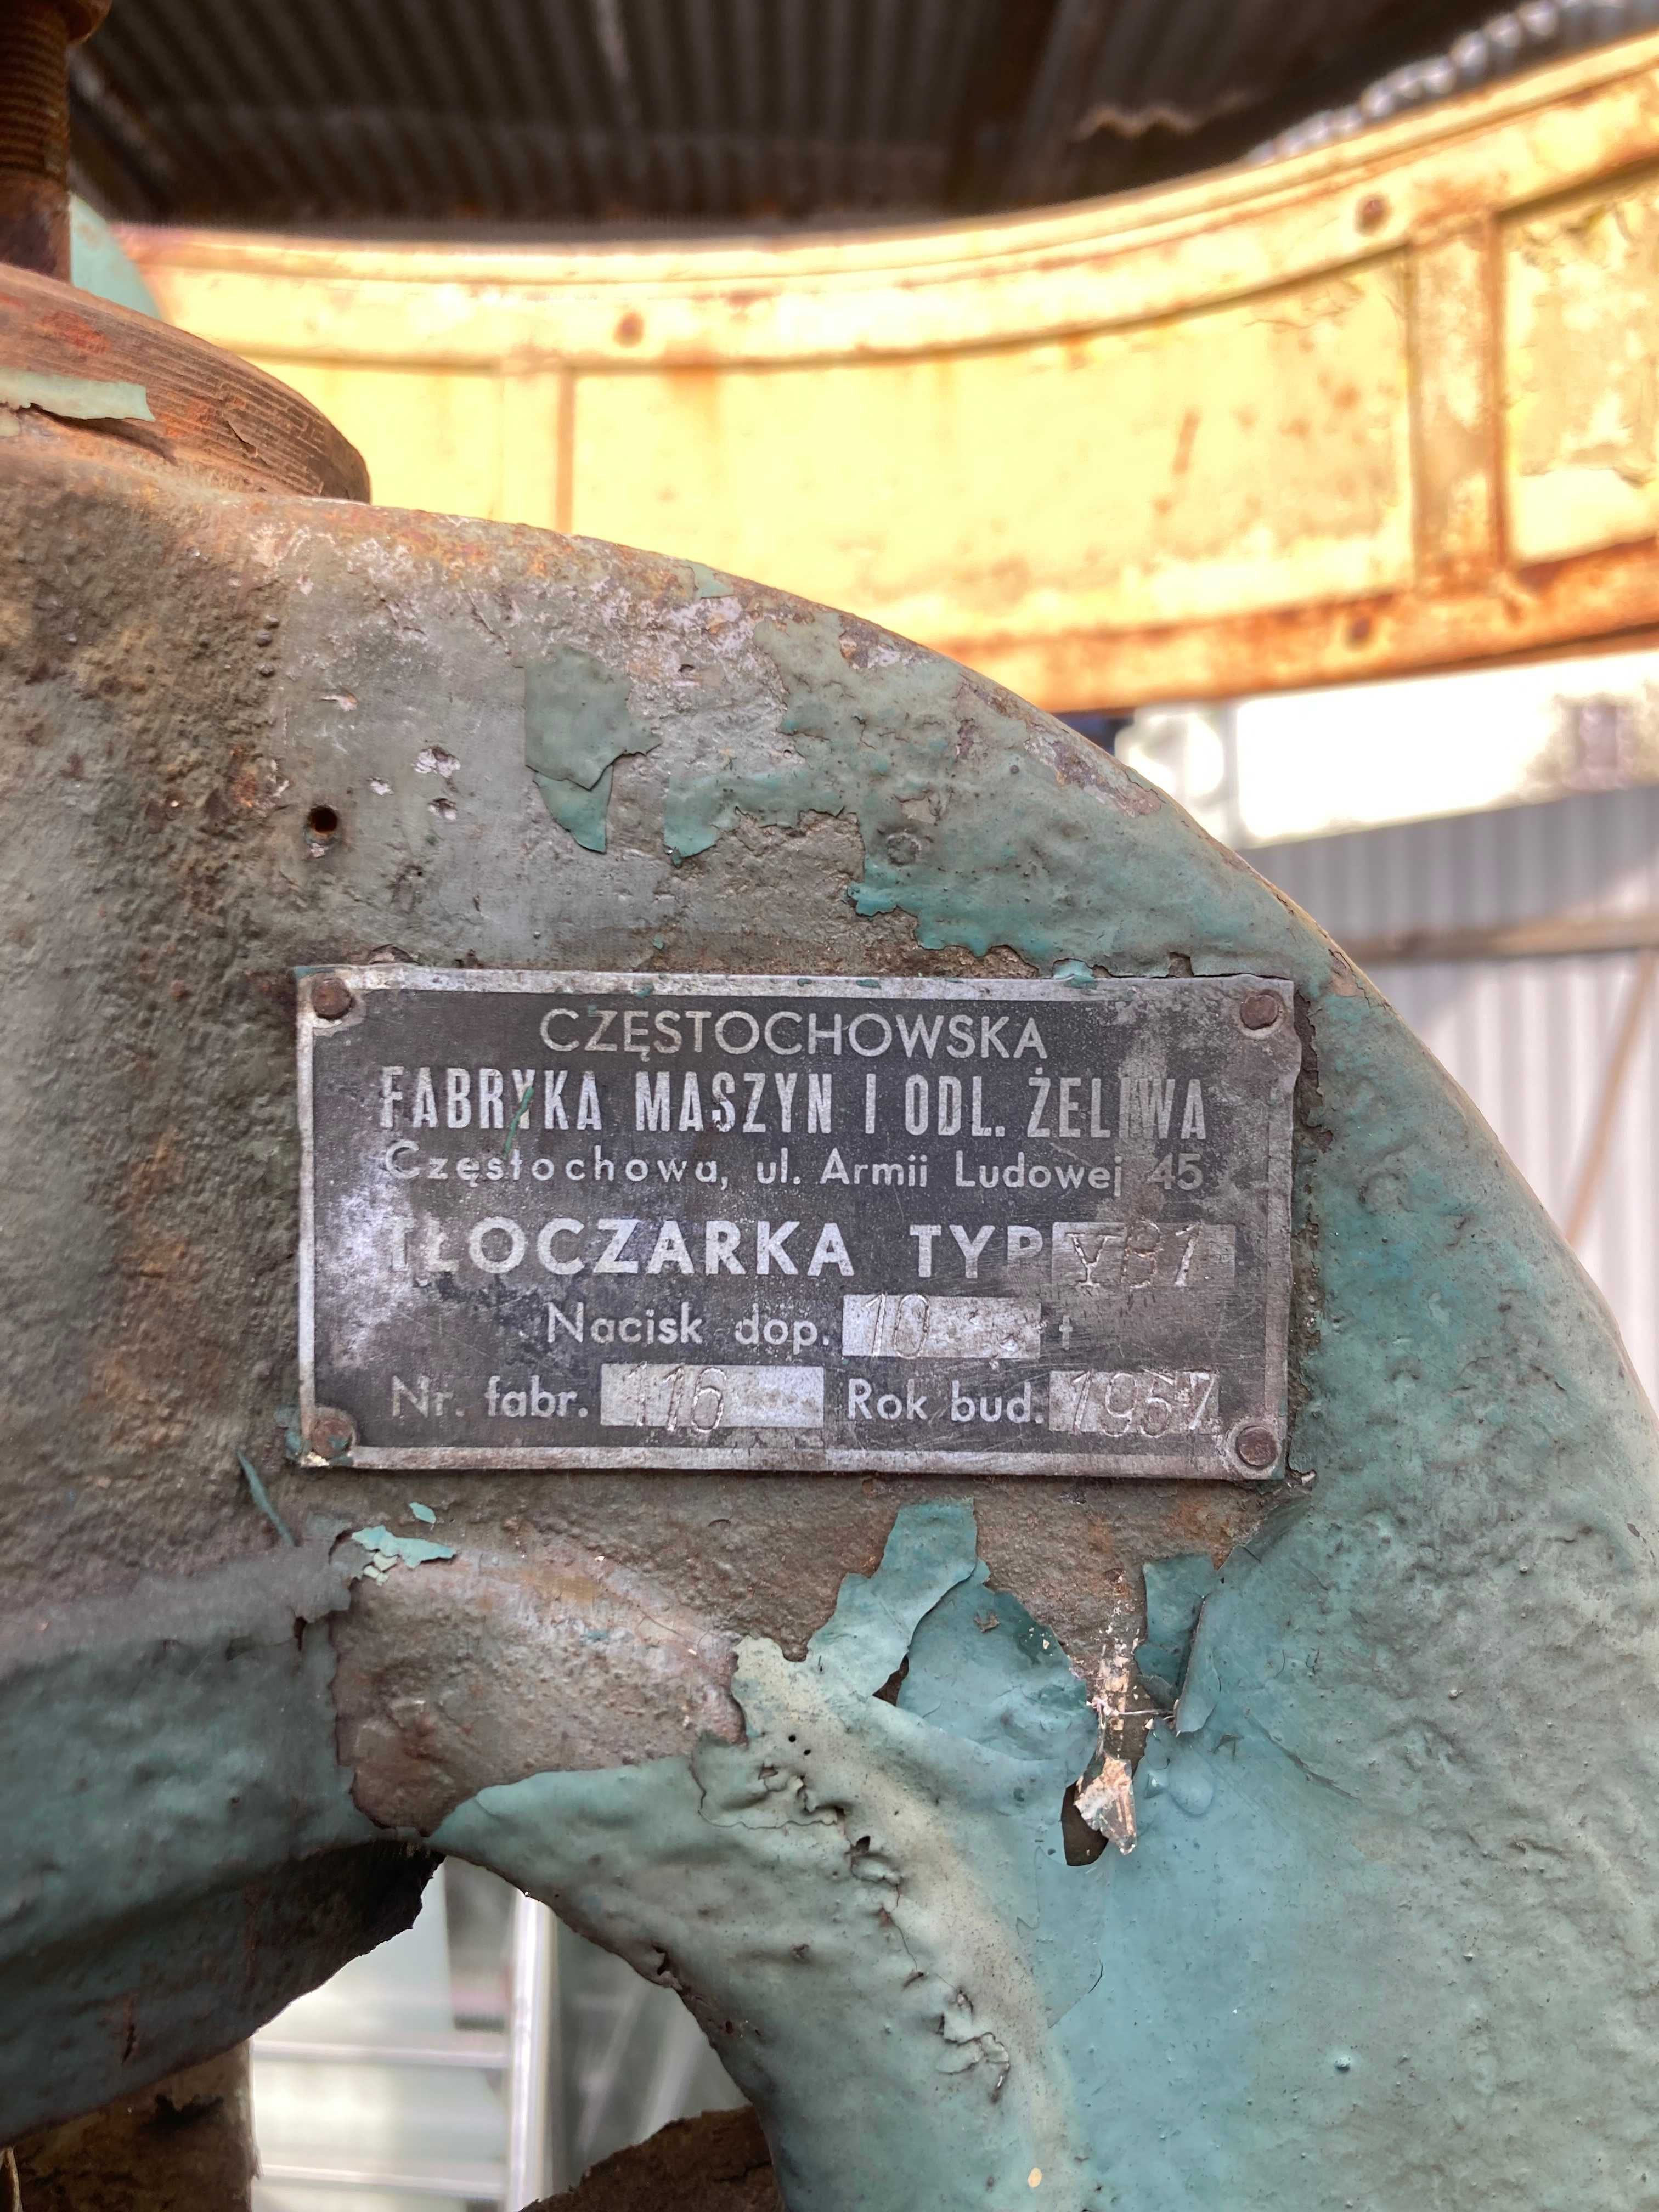 CZĘSTOCHOWSKA
FABRYKA MASZYN I ODL. ŻELIWA
Częstochowa, ul. Armii Ludowej 45
TŁOCZARKA TYP YB1
Nacisk dop. 10 t
Nr. fabr. 116 Rok bud. 1957